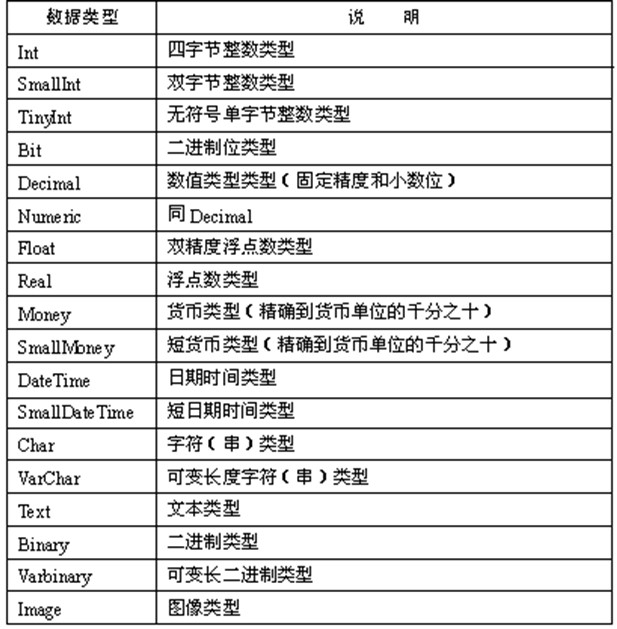 数据类型 说 明
Int 四字节整数类型
SmallInt 双字节整数类型
TinyInt 无符号单字节整数类型
Bit 二进制位类型
Decimal 数值类型类型(固定精度和小数位)
Numeric 同Decimal
Float 双精度浮点数类型
Real 浮点数类型
Money 货币类型(精确到货币单位的千分之十)
SmallMoney 短货币类型(精确到货币单位的千分之十)
DateTime 日期时间类型
SmallDateTime 短日期时间类型
Char 字符(串)类型
VarChar 可变长度字符(串)类型
Text 文本类型
Binary 二进制类型
Varbinary 可变长二进制类型
Image 图像类型